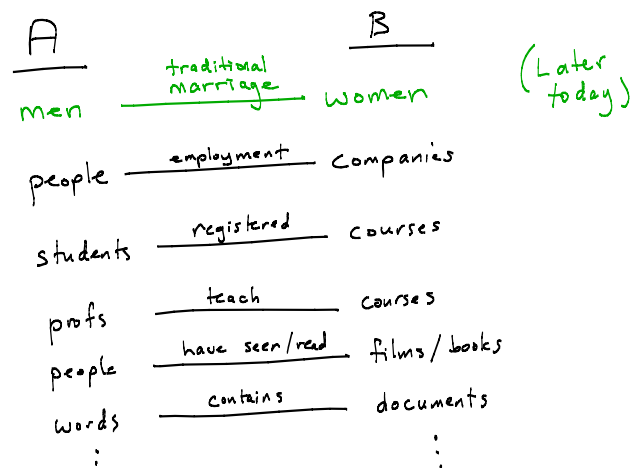 A B
traditional
marriage
men women (Later today)
people employment companies
students registered courses
profs teach courses
people have seen/read films/books
words contains documents